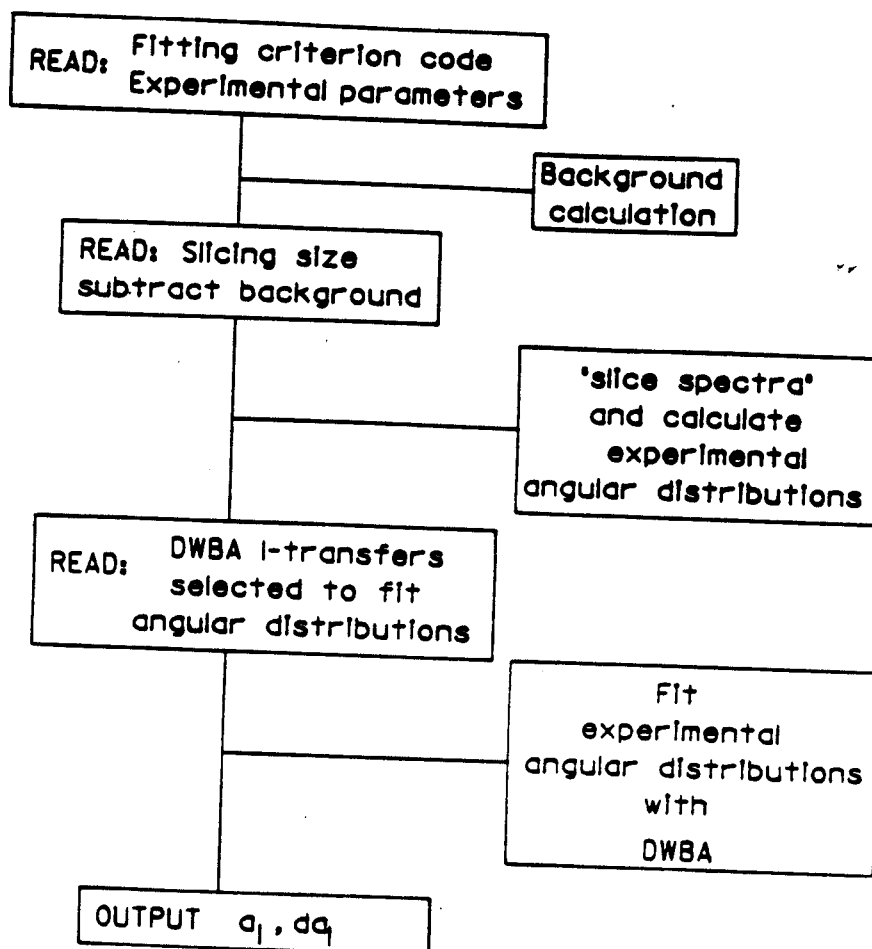 READ: Fitting criterion code
Experimental parameters
Background
calculation
READ: Slicing size
subtract background
"slice spectra"
and calculate
experimental
angular distributions
READ: DWBA l-transfers
selected to fit
angular distributions
Fit
experimental
angular distributions
with
DWBA
OUTPUT a_l, da_l